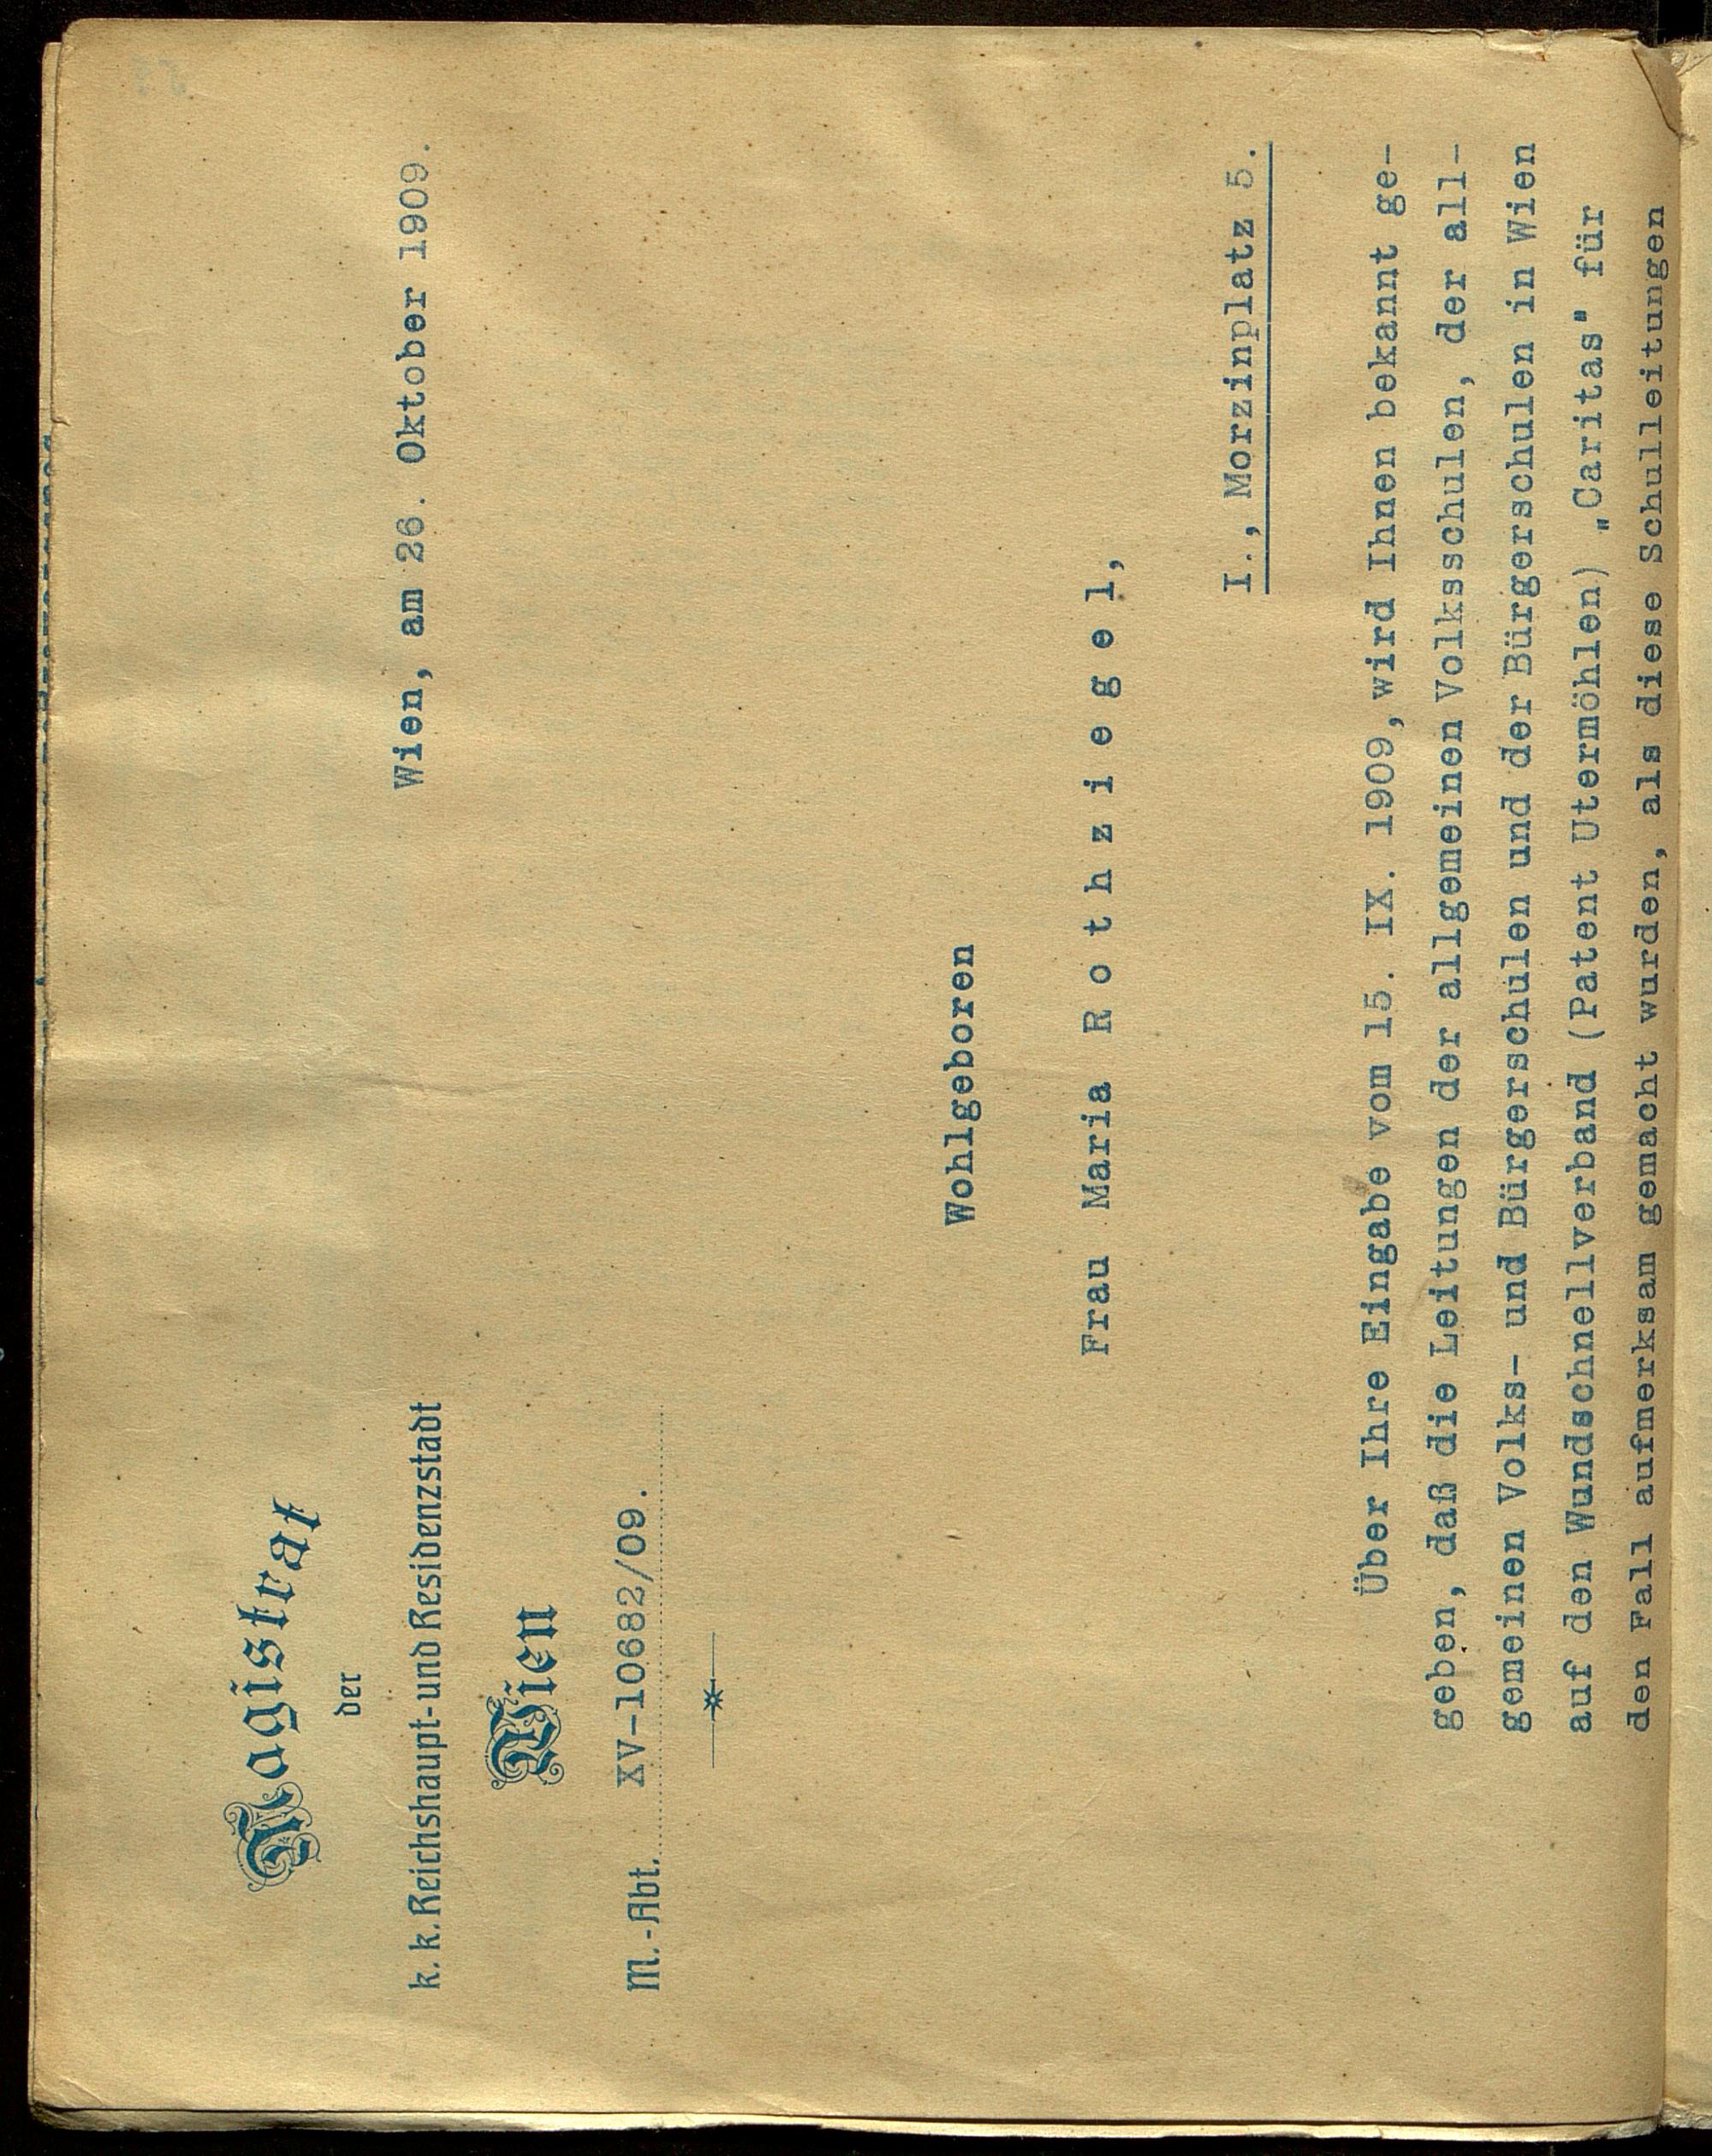 Magistrat
der
k. k. Reichshaupt- und Residenzstadt
Wien
Wien, am 26. Oktober 1909.
M.-Abt. XV-10682/09.
Wohlgeboren
Frau Maria Rothziegel,
I., Morzinplatz 5.
Über Ihre Eingabe vom 15. IX. 1909, wird Ihnen bekannt ge-
geben, daß die Leitungen der allgemeinen Volksschulen, der all-
gemeinen Volks- und Bürgerschulen und der Bürgerschulen in Wien
auf den Wundschnellverband (Patent Utermöhlen) „Caritas" für
den Fall aufmerksam gemacht wurden, als diese Schulleitungen